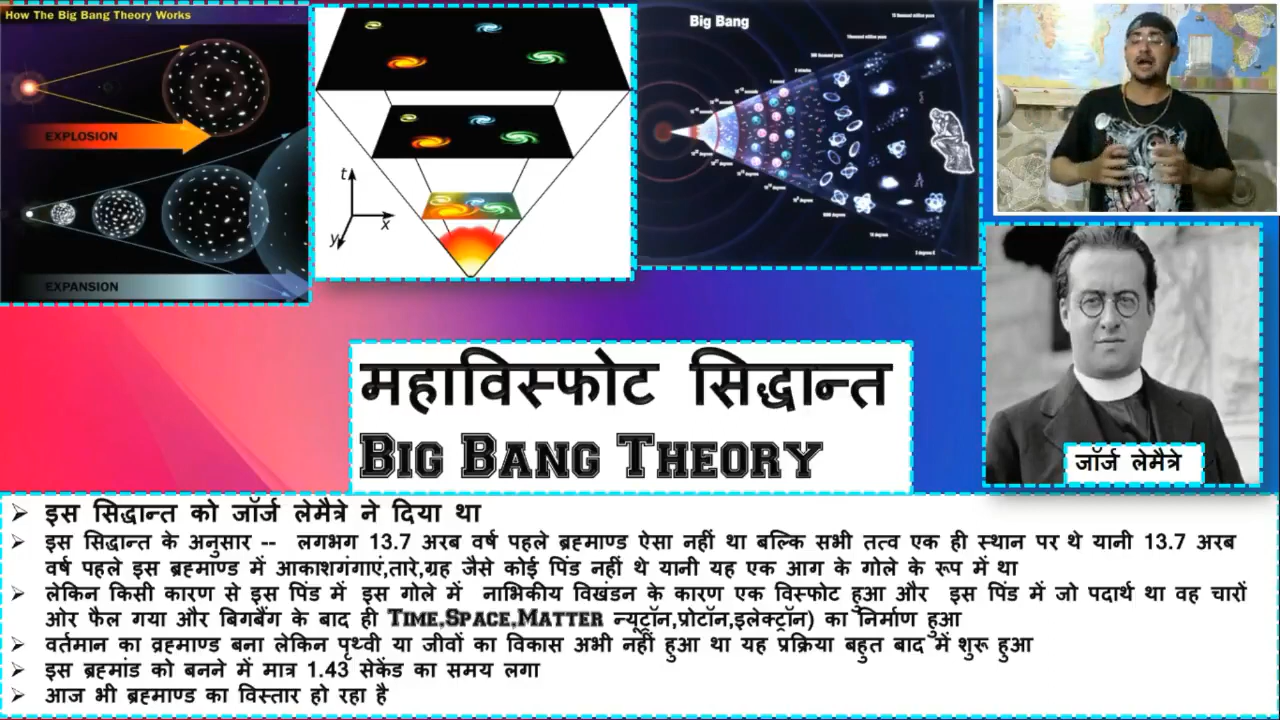 How The Big Bang Theory Works
EXPLOSION
EXPANSION
t
x
y
Big Bang
1 second
3 minutes
जॉर्ज लेमैत्रे
महाविस्फोट सिद्धान्त
BIG BANG THEORY
➢ इस सिद्धान्त को जॉर्ज लेमैत्रे ने दिया था
➢ इस सिद्धान्त के अनुसार -- लगभग 13.7 अरब वर्ष पहले ब्रह्माण्ड ऐसा नहीं था बल्कि सभी तत्व एक ही स्थान पर थे यानी 13.7 अरब
वर्ष पहले इस ब्रह्माण्ड में आकाशगंगाएं,तारे,ग्रह जैसे कोई पिंड नहीं थे यानी यह एक आग के गोले के रूप में था
➢ लेकिन किसी कारण से इस पिंड में इस गोले में नाभिकीय विखंडन के कारण एक विस्फोट हुआ और इस पिंड में जो पदार्थ था वह चारों
ओर फैल गया और बिगबैंग के बाद ही TIME,SPACE,MATTER न्यूट्रॉन,प्रोटॉन,इलेक्ट्रॉन) का निर्माण हुआ
➢ वर्तमान का व्रह्माण्ड बना लेकिन पृथ्वी या जीवों का विकास अभी नहीं हुआ था यह प्रक्रिया बहुत बाद में शुरू हुआ
➢ इस ब्रह्मांड को बनने में मात्र 1.43 सेकेंड का समय लगा
➢ आज भी ब्रह्माण्ड का विस्तार हो रहा है